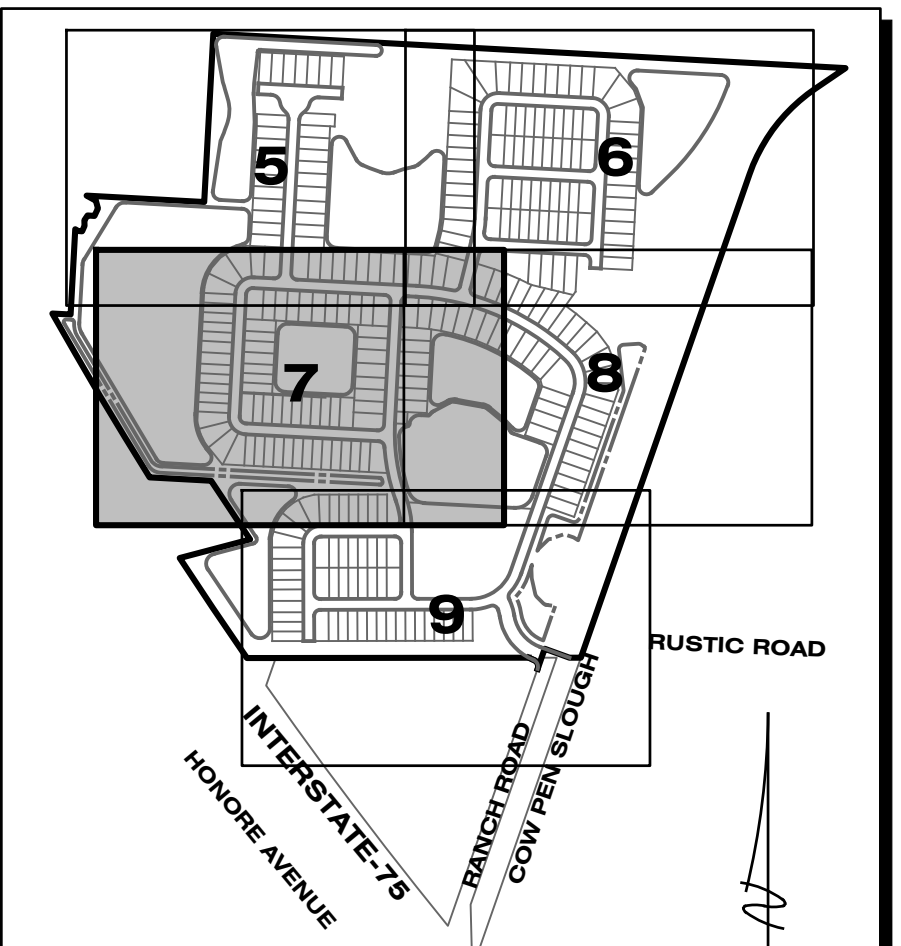 5
6
7
8
9
RUSTIC ROAD
INTERSTATE-75
HONORE AVENUE
RANCH ROAD
COW PEN SLOUGH
N